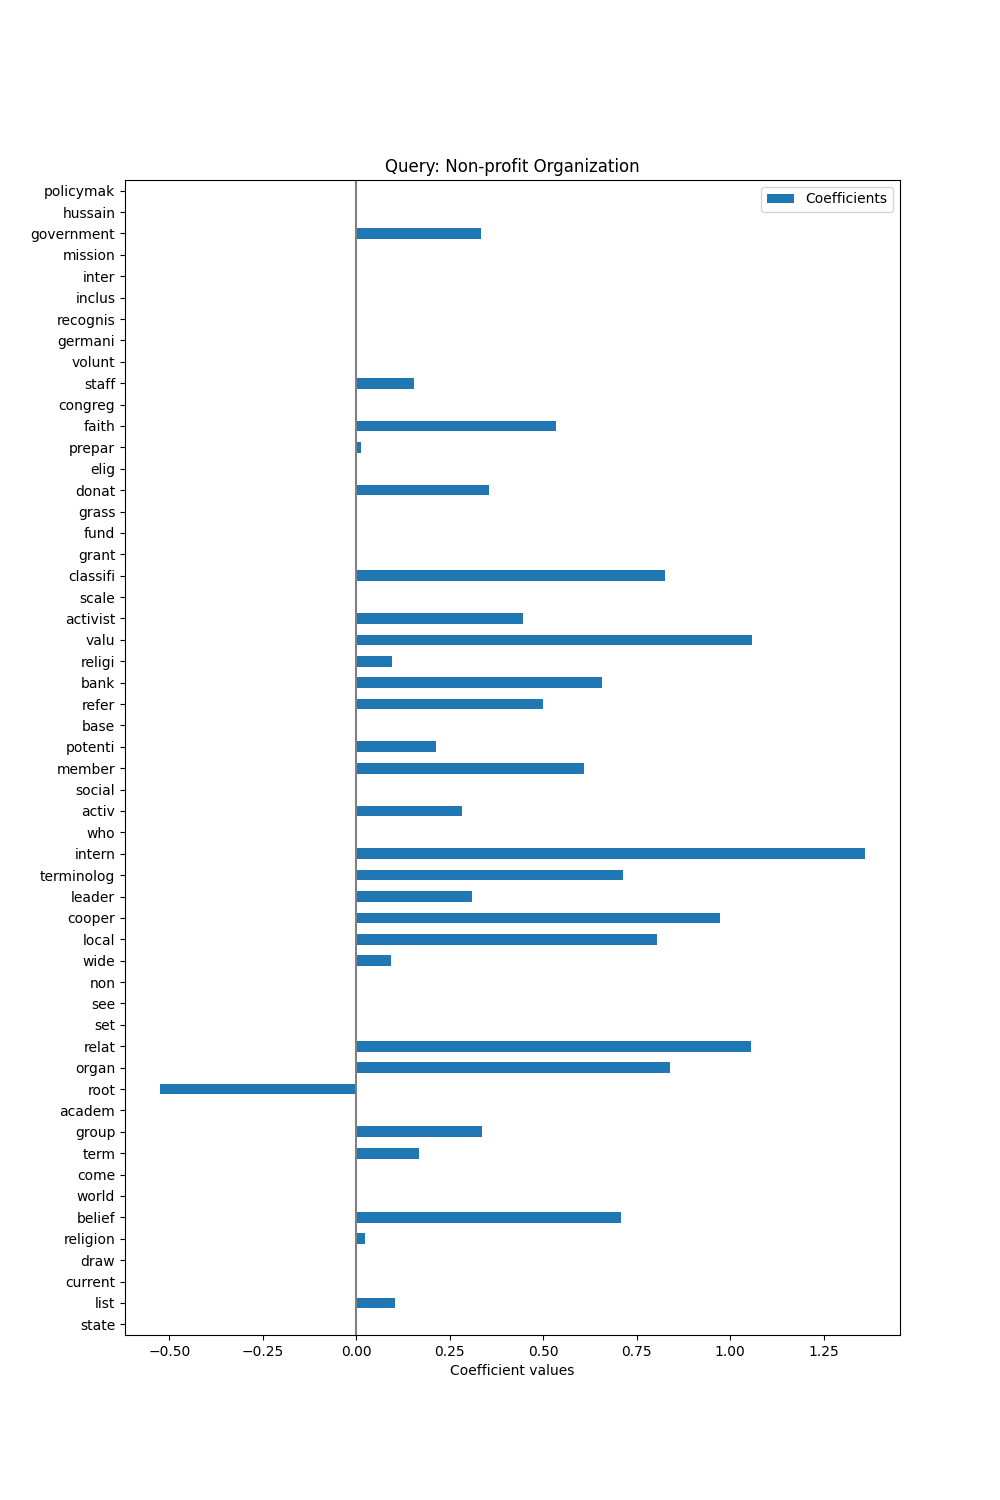 Query: Non-profit Organization
Coefficients
policymak
hussain
government
mission
inter
inclus
recognis
germani
volunt
staff
congreg
faith
prepar
elig
donat
grass
fund
grant
classifi
scale
activist
valu
religi
bank
refer
base
potenti
member
social
activ
who
intern
terminolog
leader
cooper
local
wide
non
see
set
relat
organ
root
academ
group
term
come
world
belief
religion
draw
current
list
state
−0.50 −0.25 0.00 0.25 0.50 0.75 1.00 1.25
Coefficient values